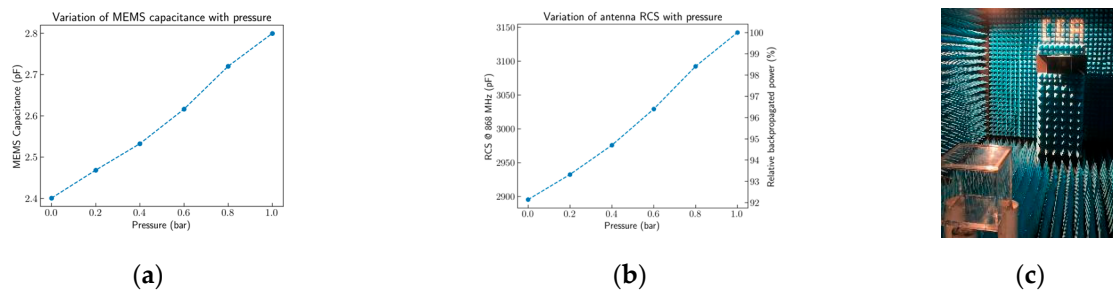 Variation of MEMS capacitance with pressure
2.8
2.7
2.6
2.5
2.4
MEMS Capacitance (pF)
0.0 0.2 0.4 0.6 0.8 1.0
Pressure (bar)
(a)
Variation of antenna RCS with pressure
3150
3100
3050
3000
2950
2900
RCS @ 868 MHz (pF)
100
99
98
97
96
95
94
93
92
Relative backpropagated power (%)
0.0 0.2 0.4 0.6 0.8 1.0
Pressure (bar)
(b)
(c)